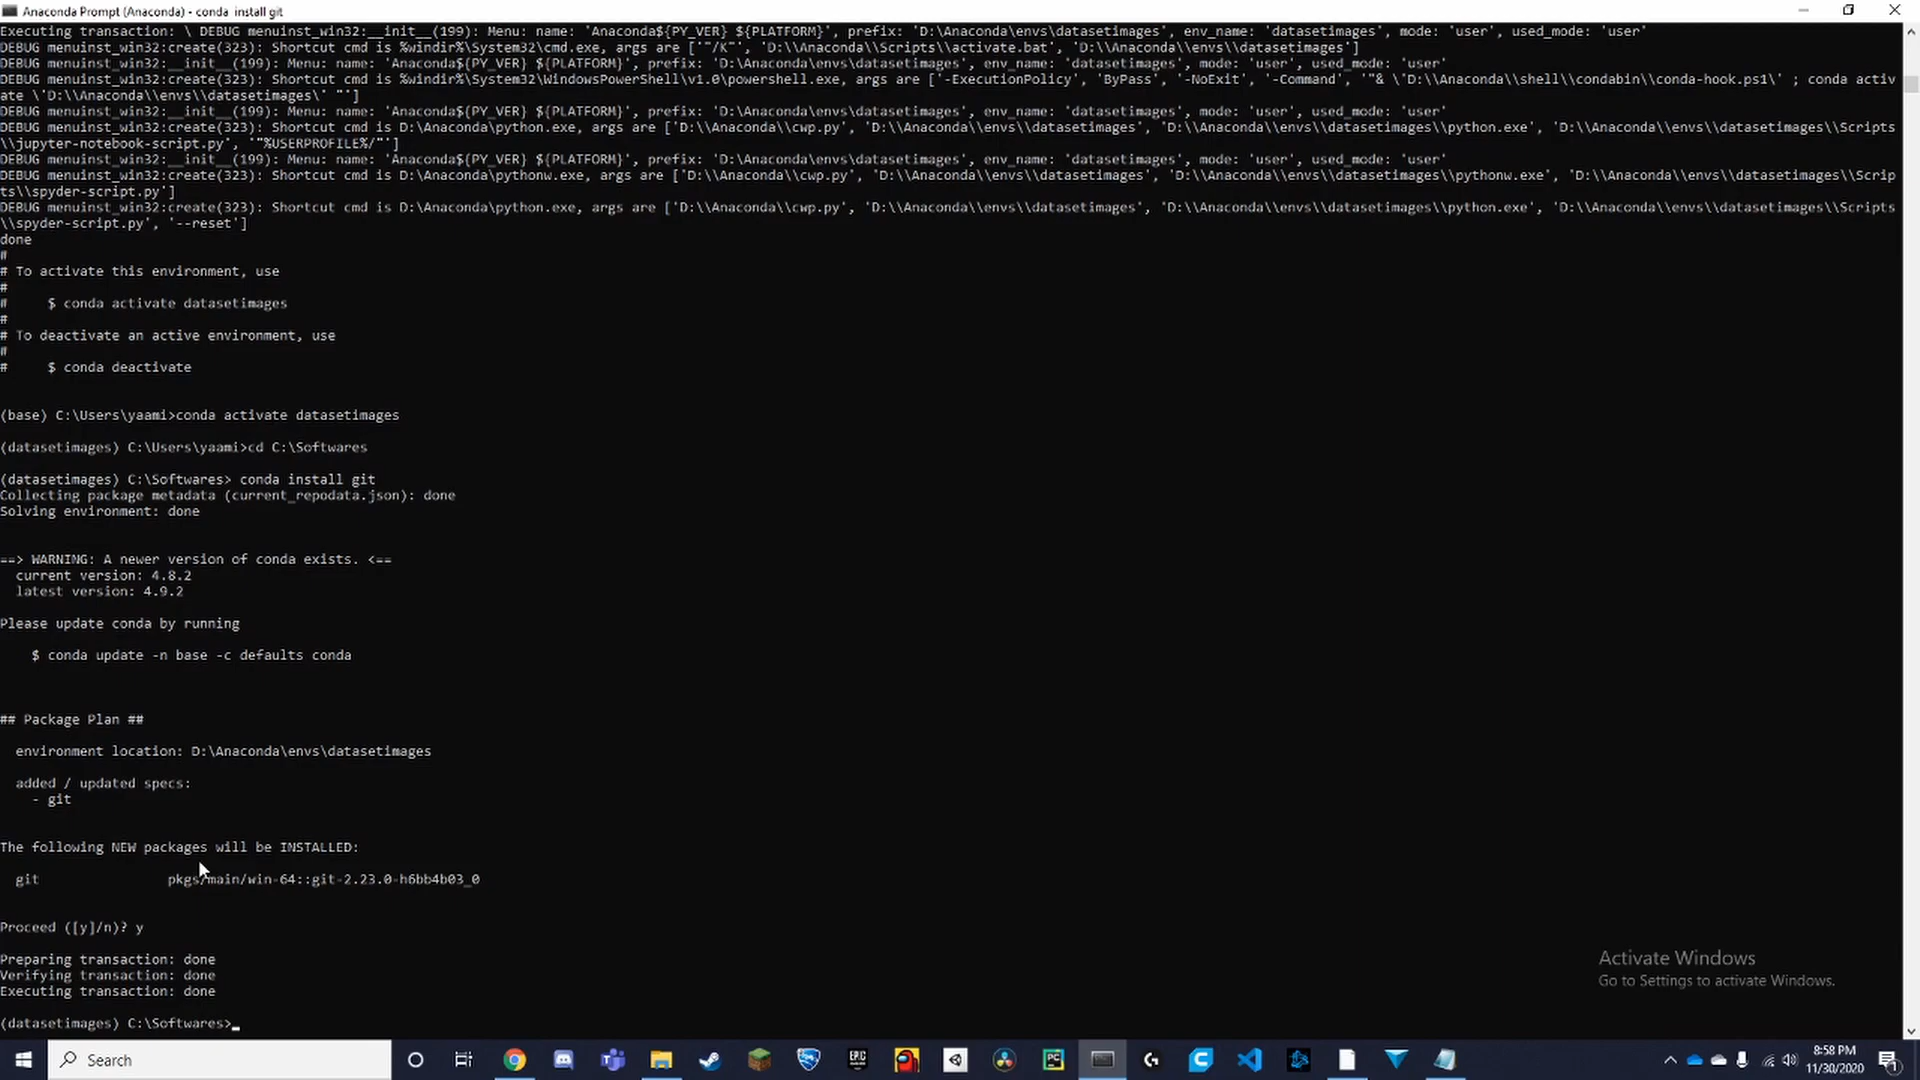 Anaconda Prompt (Anaconda) - conda  install git
Executing transaction: \ DEBUG menuinst_win32:__init__(199): Menu: name: 'Anaconda${PY_VER} ${PLATFORM}', prefix: 'D:\Anaconda\envs\datasetimages', env_name: 'datasetimages', mode: 'user', used_mode: 'user'
DEBUG menuinst_win32:create(323): Shortcut cmd is %windir%\System32\cmd.exe, args are ['"/K"', 'D:\\Anaconda\\Scripts\\activate.bat', 'D:\\Anaconda\\envs\\datasetimages']
DEBUG menuinst_win32:__init__(199): Menu: name: 'Anaconda${PY_VER} ${PLATFORM}', prefix: 'D:\Anaconda\envs\datasetimages', env_name: 'datasetimages', mode: 'user', used_mode: 'user'
DEBUG menuinst_win32:create(323): Shortcut cmd is %windir%\System32\WindowsPowerShell\v1.0\powershell.exe, args are ['-ExecutionPolicy', 'ByPass', '-NoExit', '-Command', '"& \'D:\\Anaconda\\shell\\condabin\\conda-hook.ps1\' ; conda activ
ate \'D:\\Anaconda\\envs\\datasetimages\' "']
DEBUG menuinst_win32:__init__(199): Menu: name: 'Anaconda${PY_VER} ${PLATFORM}', prefix: 'D:\Anaconda\envs\datasetimages', env_name: 'datasetimages', mode: 'user', used_mode: 'user'
DEBUG menuinst_win32:create(323): Shortcut cmd is D:\Anaconda\python.exe, args are ['D:\\Anaconda\\cwp.py', 'D:\\Anaconda\\envs\\datasetimages', 'D:\\Anaconda\\envs\\datasetimages\\python.exe', 'D:\\Anaconda\\envs\\datasetimages\\Scripts
\\jupyter-notebook-script.py', '"%USERPROFILE%/"']
DEBUG menuinst_win32:__init__(199): Menu: name: 'Anaconda${PY_VER} ${PLATFORM}', prefix: 'D:\Anaconda\envs\datasetimages', env_name: 'datasetimages', mode: 'user', used_mode: 'user'
DEBUG menuinst_win32:create(323): Shortcut cmd is D:\Anaconda\pythonw.exe, args are ['D:\\Anaconda\\cwp.py', 'D:\\Anaconda\\envs\\datasetimages', 'D:\\Anaconda\\envs\\datasetimages\\pythonw.exe', 'D:\\Anaconda\\envs\\datasetimages\\Scrip
ts\\spyder-script.py']
DEBUG menuinst_win32:create(323): Shortcut cmd is D:\Anaconda\python.exe, args are ['D:\\Anaconda\\cwp.py', 'D:\\Anaconda\\envs\\datasetimages', 'D:\\Anaconda\\envs\\datasetimages\\python.exe', 'D:\\Anaconda\\envs\\datasetimages\\Scripts
\\spyder-script.py', '--reset']
done
#
# To activate this environment, use
#
#     $ conda activate datasetimages
#
# To deactivate an active environment, use
#
#     $ conda deactivate
(base) C:\Users\yaami>conda activate datasetimages
(datasetimages) C:\Users\yaami>cd C:\Softwares
(datasetimages) C:\Softwares> conda install git
Collecting package metadata (current_repodata.json): done
Solving environment: done
==> WARNING: A newer version of conda exists. <==
  current version: 4.8.2
  latest version: 4.9.2
Please update conda by running
    $ conda update -n base -c defaults conda
## Package Plan ##
  environment location: D:\Anaconda\envs\datasetimages
  added / updated specs:
    - git
The following NEW packages will be INSTALLED:
  git                pkgs/main/win-64::git-2.23.0-h6bb4b03_0
Proceed ([y]/n)? y
Preparing transaction: done
Verifying transaction: done
Executing transaction: done
(datasetimages) C:\Softwares>_
Activate Windows
Go to Settings to activate Windows.
Search
EPIC
PC
8:58 PM
11/30/2020
1